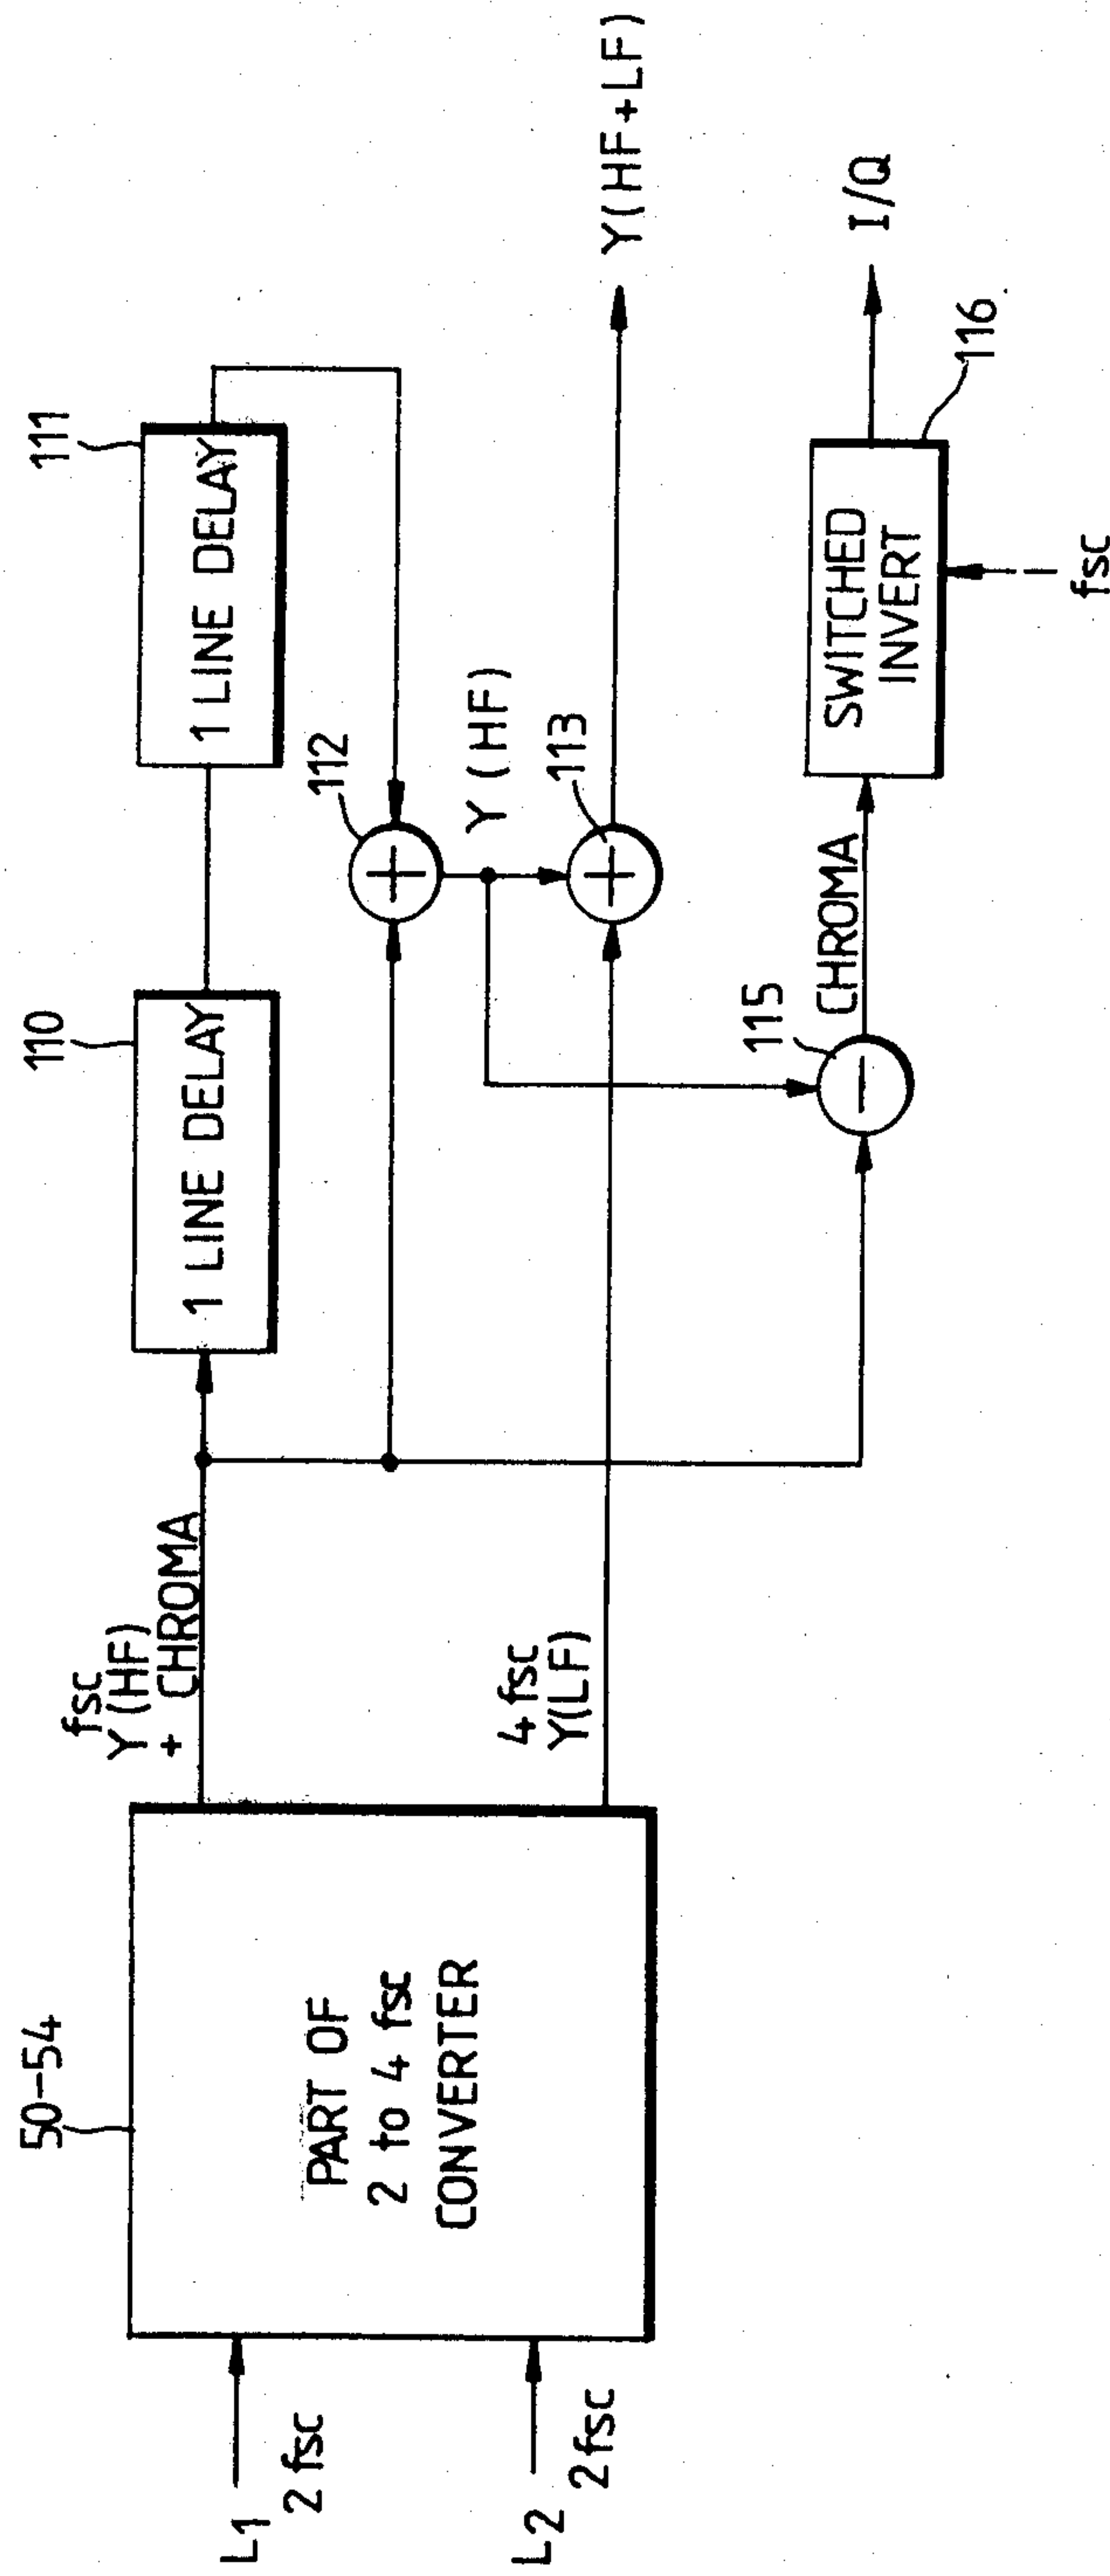 L1
2 fsc
L2
2 fsc
50-54
PART OF
2 to 4 fsc
CONVERTER
fsc
Y (HF)
+ CHROMA
4 fsc
Y(LF)
110
1 LINE DELAY
111
1 LINE DELAY
112
+
Y (HF)
113
+
Y(HF+LF)
115
−
CHROMA
SWITCHED
INVERT
116
fsc
I/Q